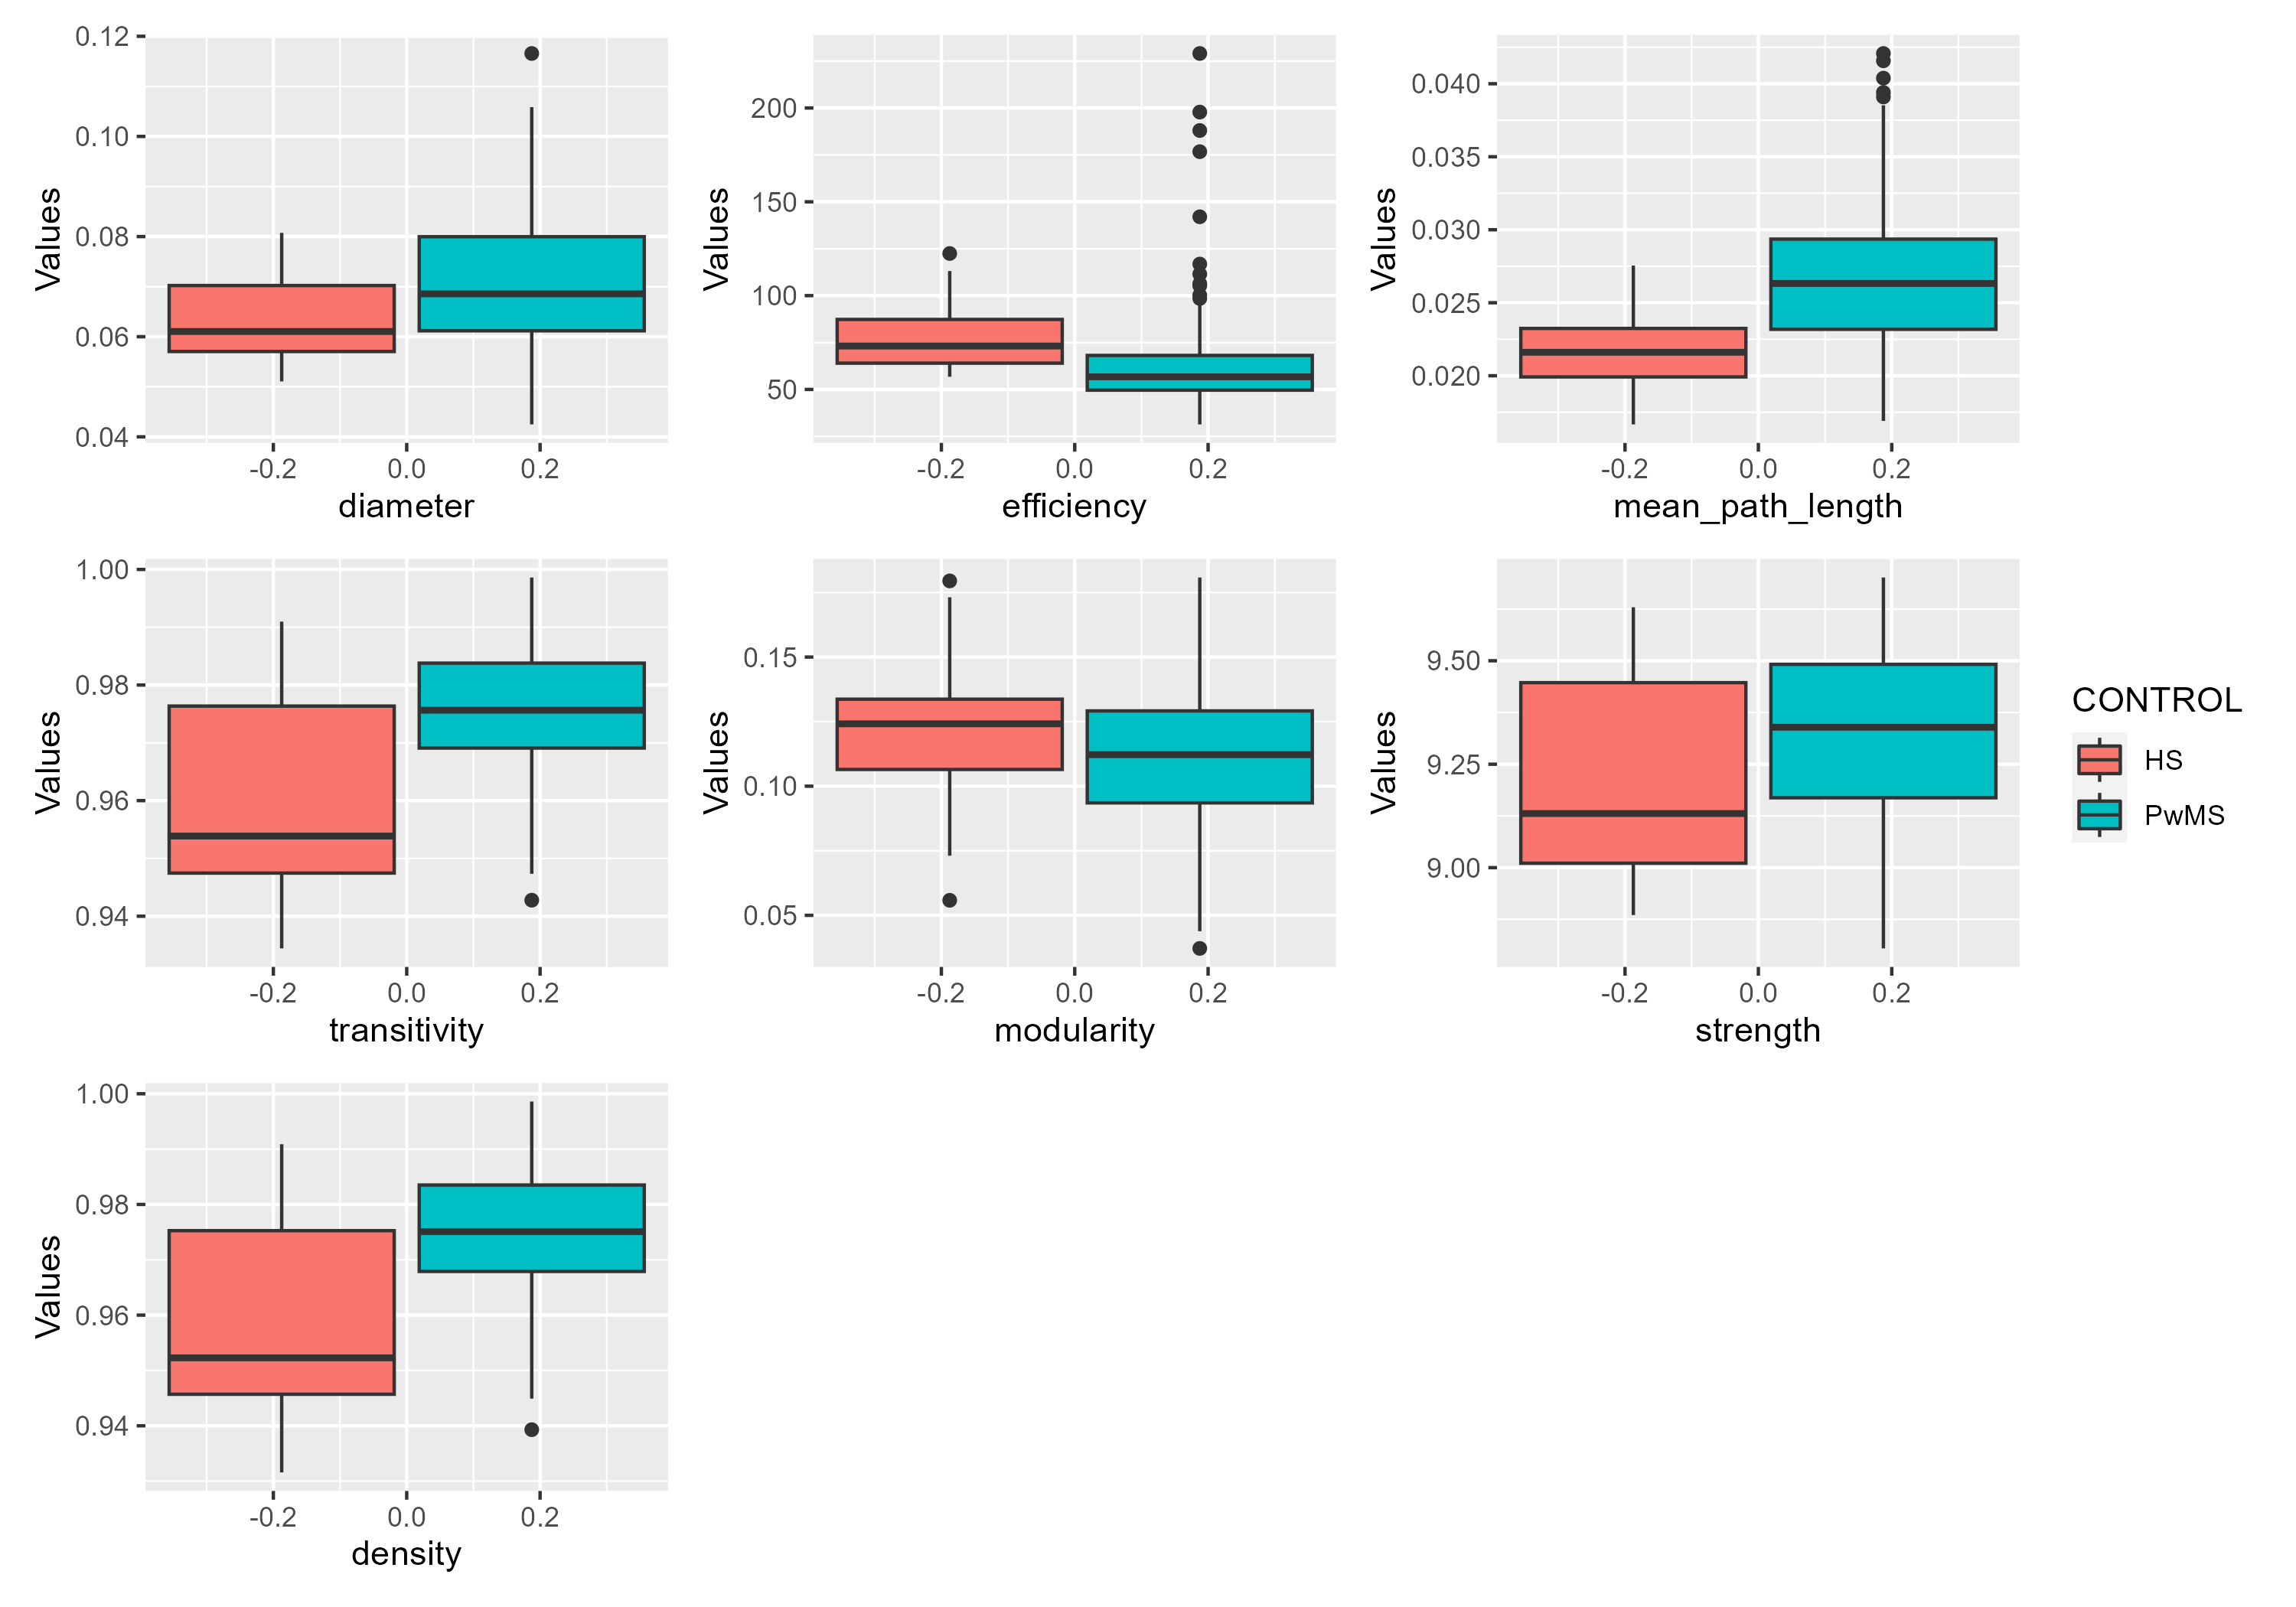 0.12
0.10
0.08
0.06
0.04
Values
-0.2 0.0 0.2
diameter
200
150
100
50
Values
-0.2 0.0 0.2
efficiency
0.040
0.035
0.030
0.025
0.020
Values
-0.2 0.0 0.2
mean_path_length
1.00
0.98
0.96
0.94
Values
-0.2 0.0 0.2
transitivity
0.15
0.10
0.05
Values
-0.2 0.0 0.2
modularity
9.50
9.25
9.00
Values
-0.2 0.0 0.2
strength
CONTROL
HS
PwMS
1.00
0.98
0.96
0.94
Values
-0.2 0.0 0.2
density